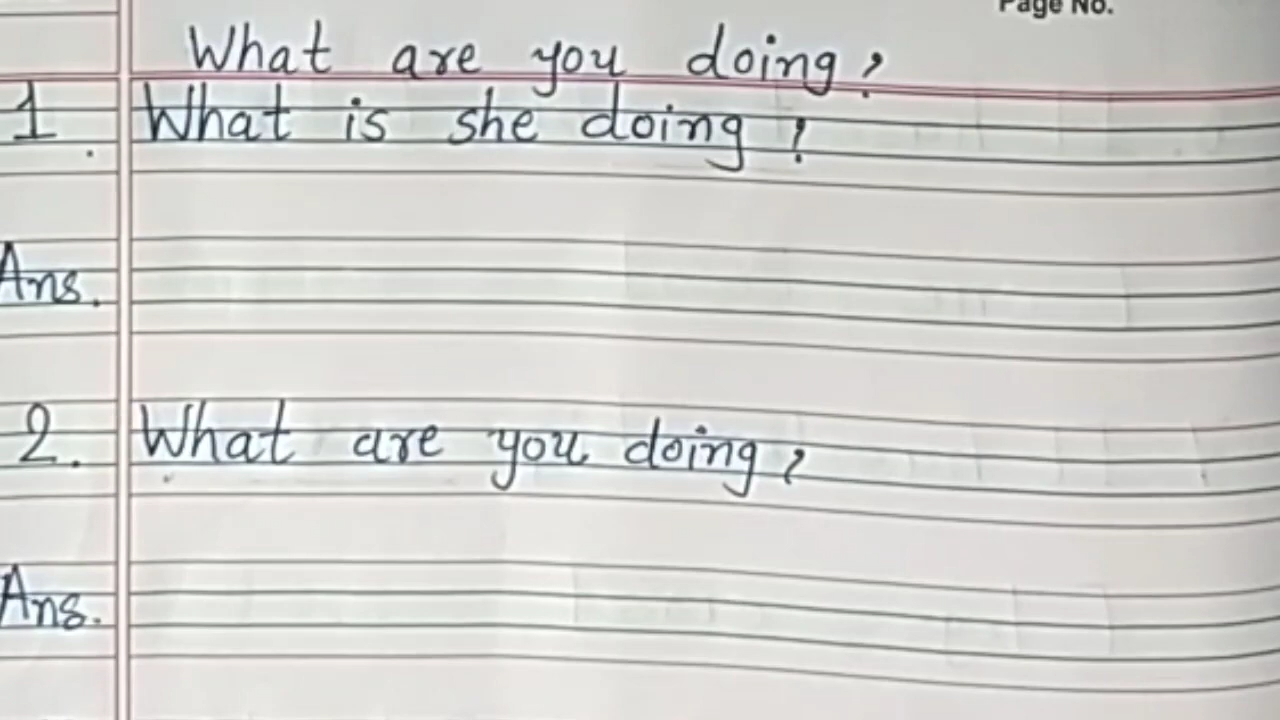 Page No.
What are you doing?
1. What is she doing?
Ans.
2. What are you doing?
Ans.